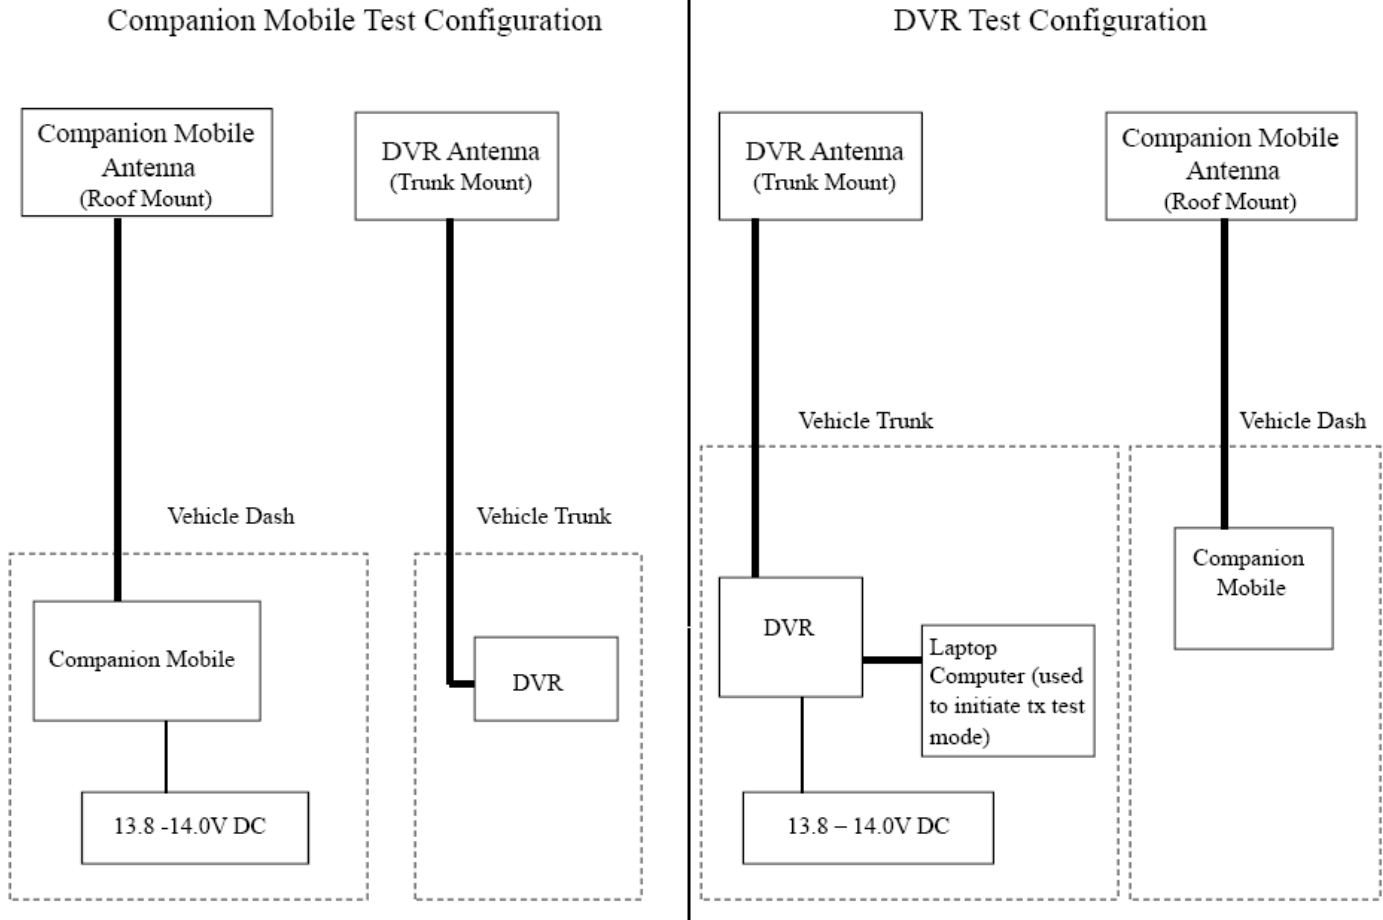 Companion Mobile Test Configuration
Companion Mobile
Antenna
(Roof Mount)
DVR Antenna
(Trunk Mount)
Vehicle Dash
Vehicle Trunk
Companion Mobile
DVR
13.8 -14.0V DC
DVR Test Configuration
DVR Antenna
(Trunk Mount)
Companion Mobile
Antenna
(Roof Mount)
Vehicle Trunk
Vehicle Dash
DVR
Laptop
Computer (used
to initiate tx test
mode)
Companion
Mobile
13.8 – 14.0V DC